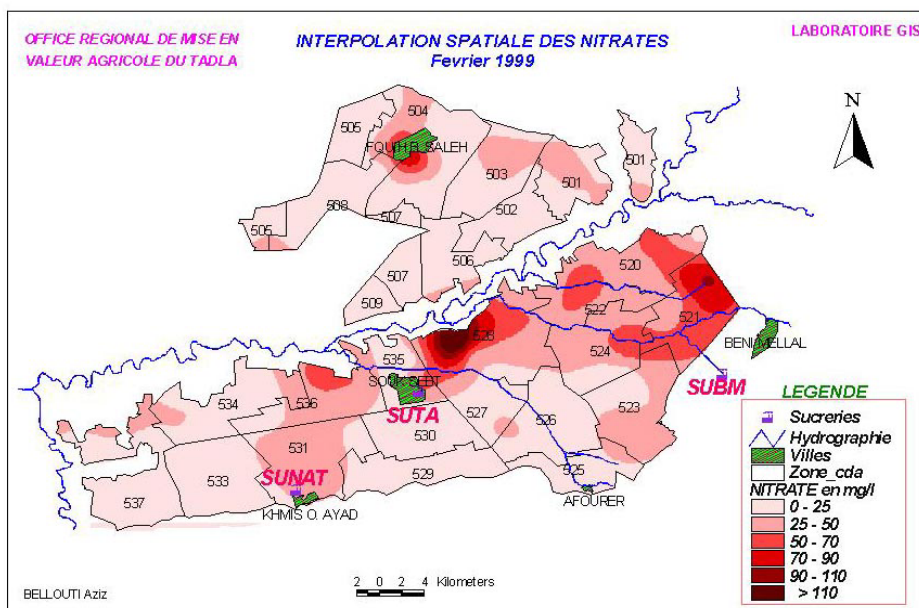 OFFICE REGIONAL DE MISE EN
VALEUR AGRICOLE DU TADLA
INTERPOLATION SPATIALE DES NITRATES
Fevrier 1999
LABORATOIRE GIS
N
504
505
503
501
501
508
507
502
505
506
507
509
520
522
521
BENI MELLAL
524
535
SOUK SEBT
SUBM
SUTA
534
536
523
527
526
530
531
SUNAT
533
529
525
537
AFOURER
KHMIS O. AYAD
LEGENDE
Sucreries
Hydrographie
Villes
Zone_cda
NITRATE en mg/l
0 - 25
25 - 50
50 - 70
70 - 90
90 - 110
> 110
2 0 2 4 Kilometers
BELLOUTI Aziz